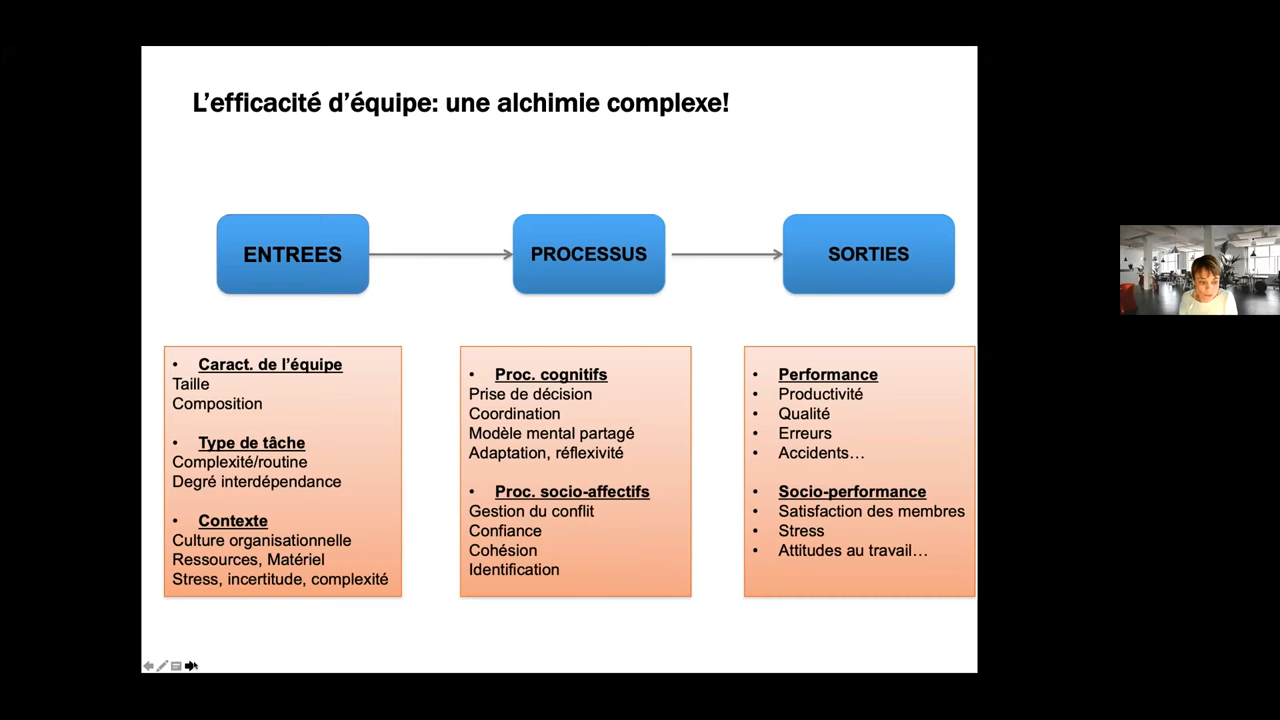 L'efficacité d'équipe: une alchimie complexe!
ENTREES
PROCESSUS
SORTIES
• Caract. de l'équipe
Taille
Composition
• Type de tâche
Complexité/routine
Degré interdépendance
• Contexte
Culture organisationnelle
Ressources, Matériel
Stress, incertitude, complexité
• Proc. cognitifs
Prise de décision
Coordination
Modèle mental partagé
Adaptation, réflexivité
• Proc. socio-affectifs
Gestion du conflit
Confiance
Cohésion
Identification
• Performance
• Productivité
• Qualité
• Erreurs
• Accidents…
• Socio-performance
• Satisfaction des membres
• Stress
• Attitudes au travail…